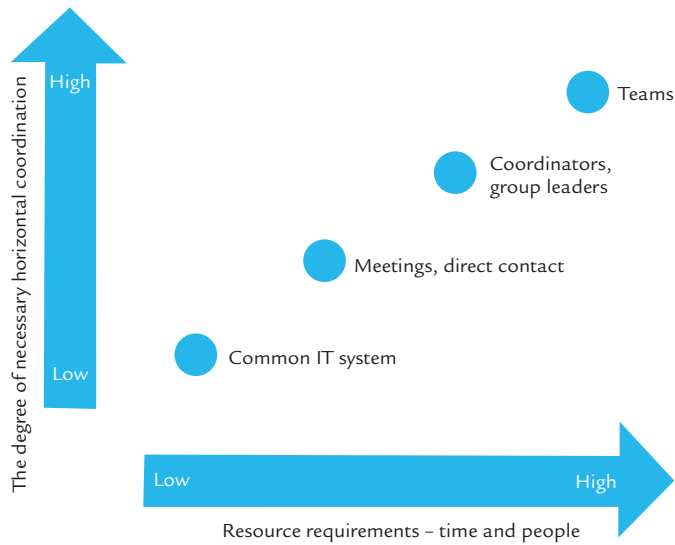 High
Teams
The degree of necessary horizontal coordination
Coordinators,
group leaders
Meetings, direct contact
Common IT system
Low
Low
High
Resource requirements – time and people